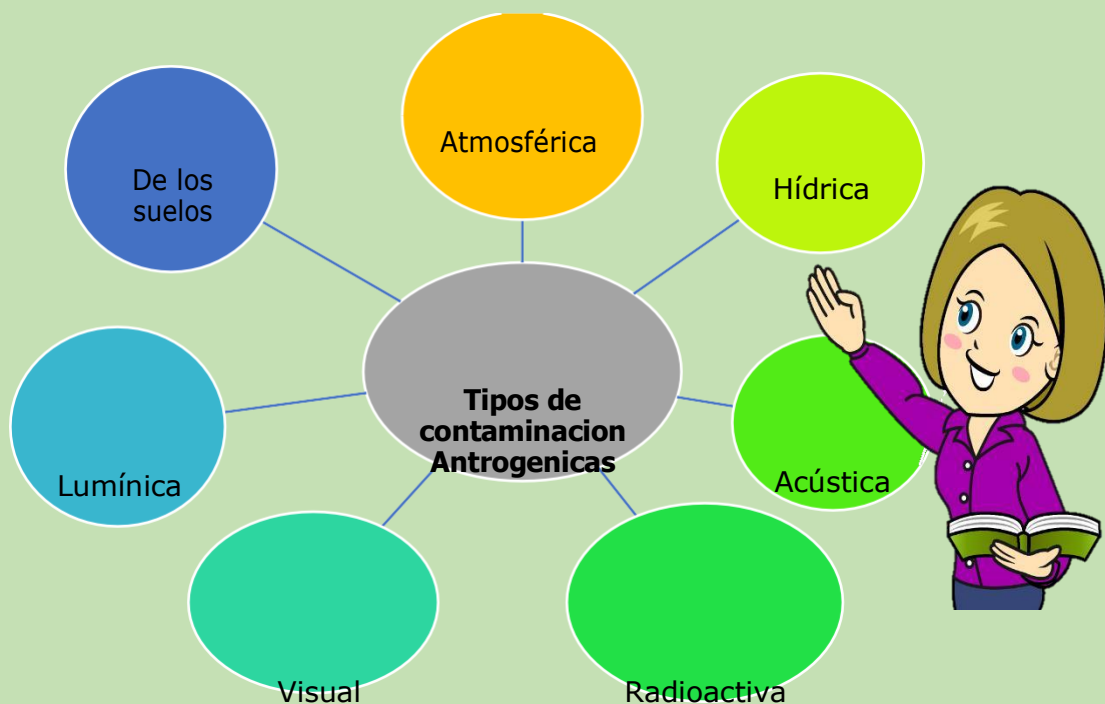 Atmosférica
De los
suelos
Hídrica
Tipos de
contaminacion
Antrogenicas
Lumínica
Acústica
Visual
Radioactiva